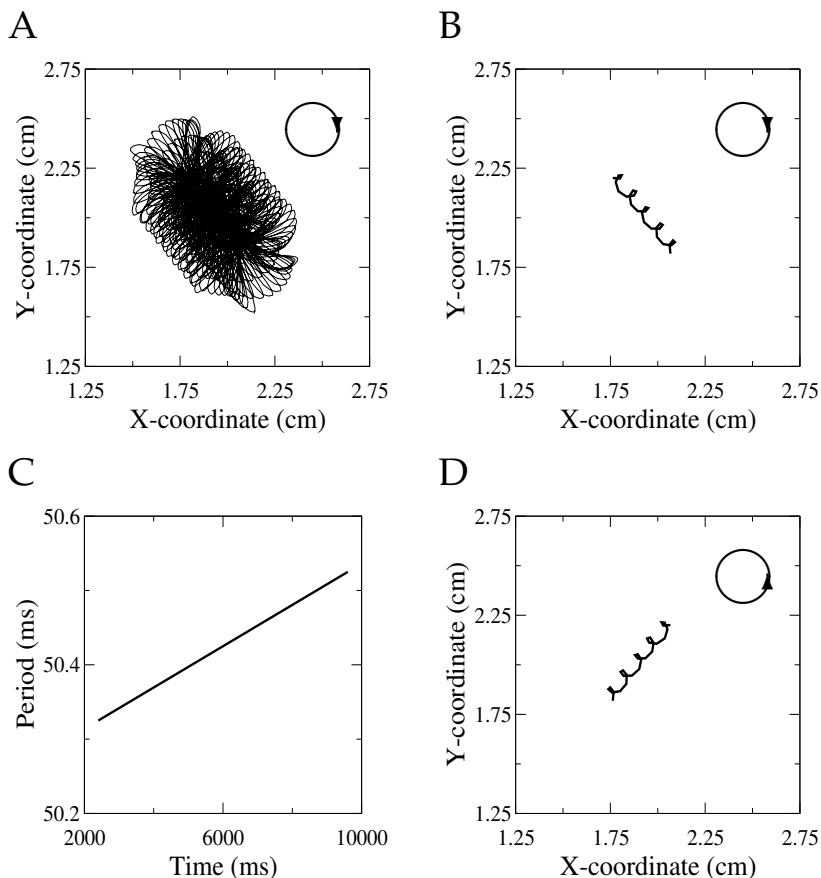 A
2.75
2.25
1.75
1.25
1.25 1.75 2.25 2.75
Y-coordinate (cm)
X-coordinate (cm)
B
2.75
2.25
1.75
1.25
1.25 1.75 2.25 2.75
Y-coordinate (cm)
X-coordinate (cm)
C
50.6
50.4
50.2
2000 6000 10000
Period (ms)
Time (ms)
D
2.75
2.25
1.75
1.25
1.25 1.75 2.25 2.75
Y-coordinate (cm)
X-coordinate (cm)